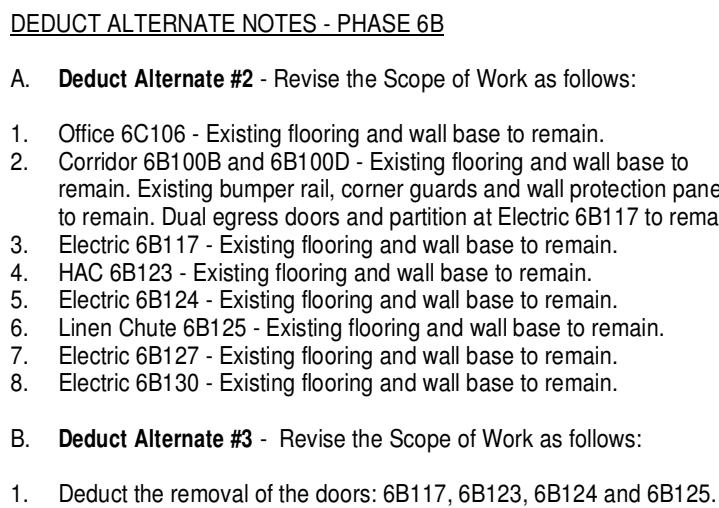 DEDUCT ALTERNATE NOTES - PHASE 6B
A. Deduct Alternate #2 - Revise the Scope of Work as follows:
1. Office 6C106 - Existing flooring and wall base to remain.
2. Corridor 6B100B and 6B100D - Existing flooring and wall base to
remain. Existing bumper rail, corner guards and wall protection pane
to remain. Dual egress doors and partition at Electric 6B117 to rema
3. Electric 6B117 - Existing flooring and wall base to remain.
4. HAC 6B123 - Existing flooring and wall base to remain.
5. Electric 6B124 - Existing flooring and wall base to remain.
6. Linen Chute 6B125 - Existing flooring and wall base to remain.
7. Electric 6B127 - Existing flooring and wall base to remain.
8. Electric 6B130 - Existing flooring and wall base to remain.
B. Deduct Alternate #3 - Revise the Scope of Work as follows:
1. Deduct the removal of the doors: 6B117, 6B123, 6B124 and 6B125.